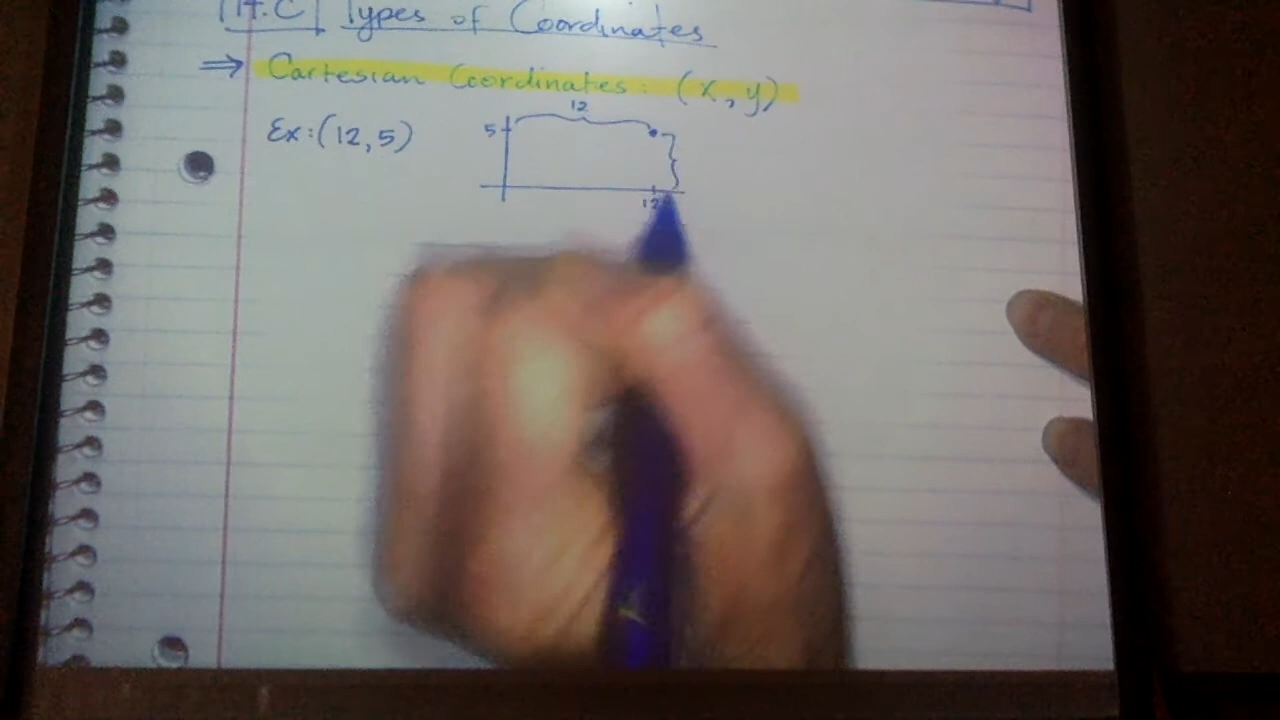 14.C Types of Coordinates
⇒ Cartesian Coordinates: (x, y)
12
Ex: (12, 5)
5
12